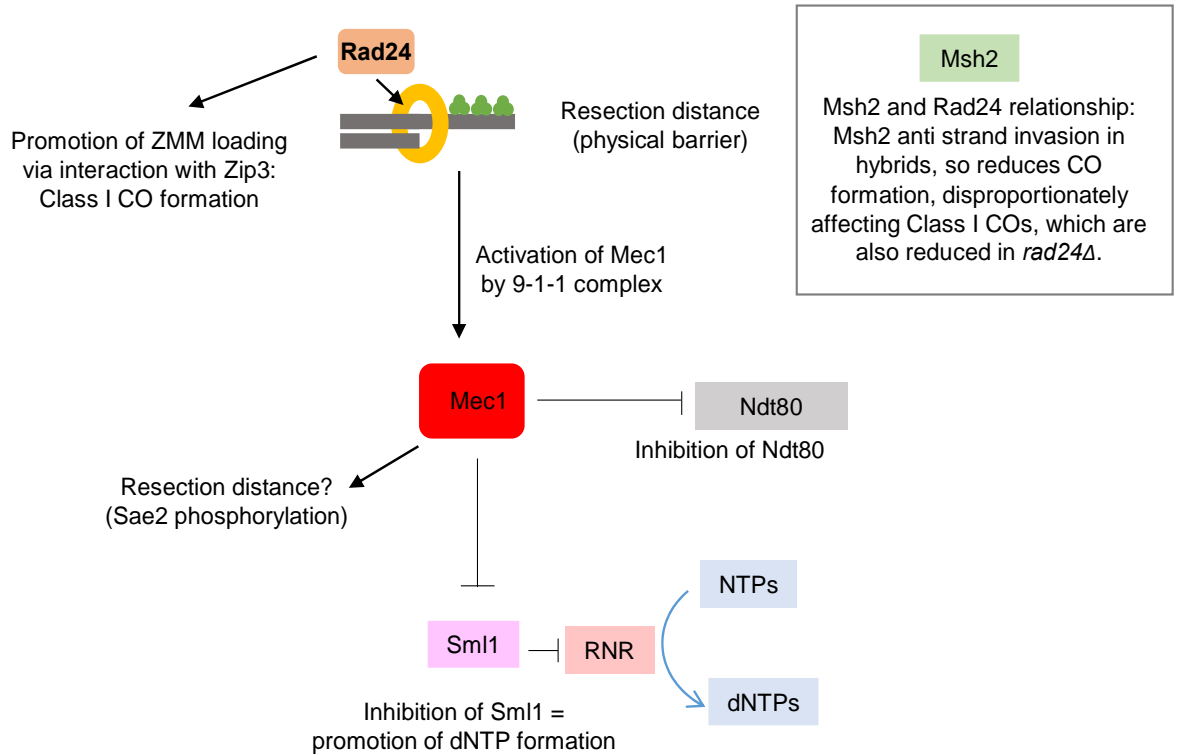 Rad24
Promotion of ZMM loading
via interaction with Zip3:
Class I CO formation
Resection distance
(physical barrier)
Msh2
Msh2 and Rad24 relationship:
Msh2 anti strand invasion in
hybrids, so reduces CO
formation, disproportionately
affecting Class I COs, which are
also reduced in rad24Δ.
Activation of Mec1
by 9-1-1 complex
Mec1
Ndt80
Inhibition of Ndt80
Resection distance?
(Sae2 phosphorylation)
NTPs
Sml1
RNR
dNTPs
Inhibition of Sml1 =
promotion of dNTP formation